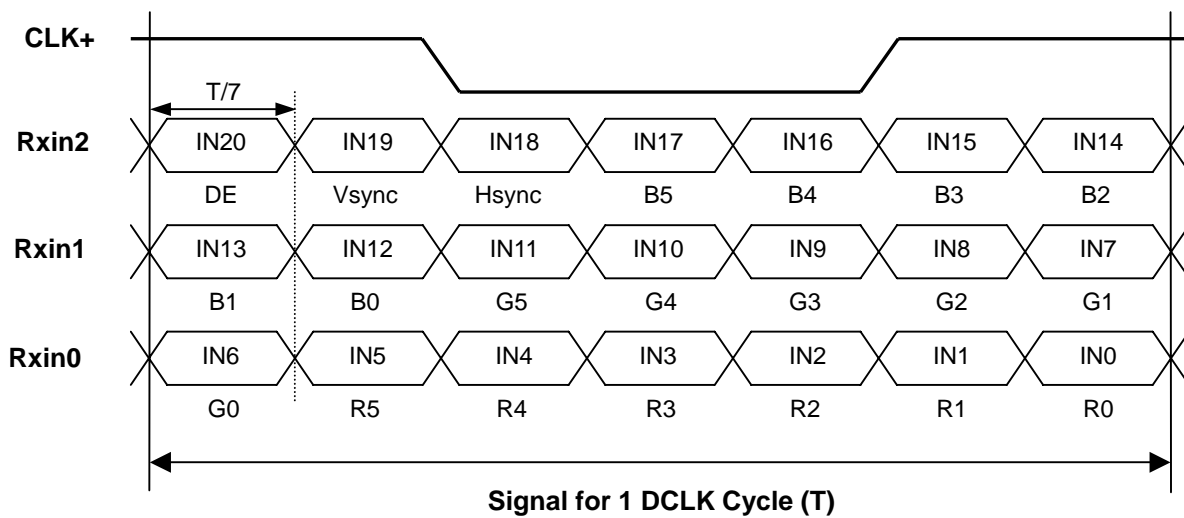 CLK+
T/7
Rxin2 IN20 IN19 IN18 IN17 IN16 IN15 IN14
DE Vsync Hsync B5 B4 B3 B2
Rxin1 IN13 IN12 IN11 IN10 IN9 IN8 IN7
B1 B0 G5 G4 G3 G2 G1
Rxin0 IN6 IN5 IN4 IN3 IN2 IN1 IN0
G0 R5 R4 R3 R2 R1 R0
Signal for 1 DCLK Cycle (T)